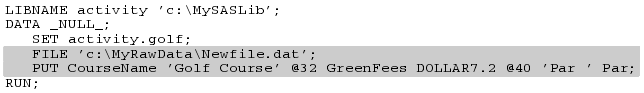 LIBNAME activity 'c:\MySASLib';
DATA _NULL_;
SET activity.golf;
FILE 'c:\MyRawData\Newfile.dat';
PUT CourseName 'Golf Course' @32 GreenFees DOLLAR7.2 @40 'Par ' Par;
RUN;